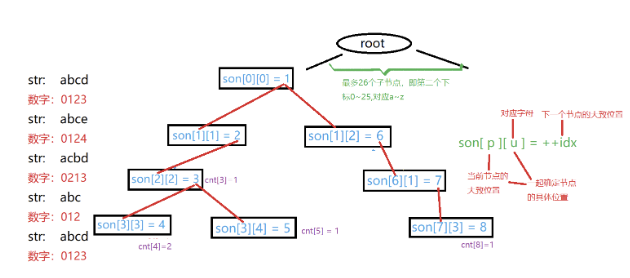 root
str: abcd
数字：0123
str: abce
数字：0124
str: acbd
数字：0213
str: abc
数字：012
str: abcd
数字：0123
son[0][0] = 1
最多26个子节点，即第二个下
标0~25,对应a~z
son[1][1] = 2
son[1][2] = 6
son[2][2] = 3
cnt[3]=1
son[6][1] = 7
son[3][3] = 4
cnt[4]=2
son[3][4] = 5
cnt[5] = 1
son[7][3] = 8
cnt[8]=1
对应字母
下一个子节点的大致位置
son[ p ][ u ] = ++idx
当前节点的
大致位置
一起确定节点
的具体位置